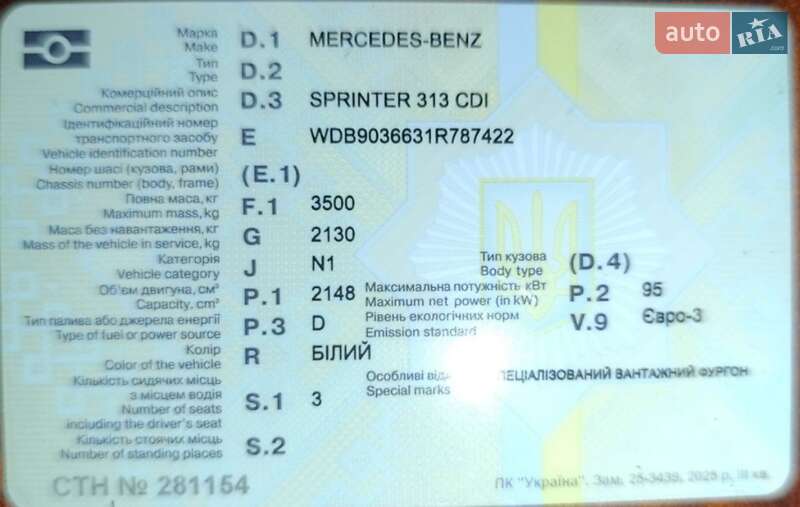 auto RIA .com
Марка
Make D.1 MERCEDES-BENZ
Тип
Type D.2
Комерційний опис
Commercial description D.3 SPRINTER 313 CDI
Ідентифікаційний номер
транспортного засобу E WDB9036631R787422
Vehicle identification number
Номер шасі (кузова, рами)
Chassis number (body, frame) (E.1)
Повна маса, кг
Maximum mass, kg F.1 3500
Маса без навантаження, кг
Mass of the vehicle in service, kg G 2130
Категорія
Vehicle category J N1
Тип кузова
Body type (D.4)
Об'єм двигуна, см³
Capacity, cm³ P.1 2148
Максимальна потужність кВт
Maximum net power (in kW) P.2 95
Тип палива або джерела енергії
Type of fuel or power source P.3 D
Рівень екологічних норм
Emission standard V.9 Євро-3
Колір
Color of the vehicle R БІЛИЙ
Кількість сидячих місць
з місцем водія
Number of seats S.1 3
including the driver's seat
Особливі від ПЕЦІАЛІЗОВАНИЙ ВАНТАЖНИЙ ФУРГОН
Special marks
Кількість стоячих місць
Number of standing places S.2
СТН № 281154
ПК "Україна". Зам. 25-3439, 2025 р, III кв.